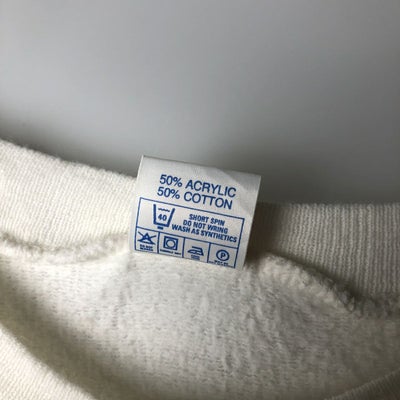 50% ACRYLIC
50% COTTON
40
SHORT SPIN
DO NOT WRING
WASH AS SYNTHETICS
P